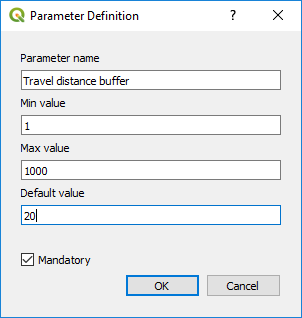 Parameter Definition ?
Parameter name
Travel distance buffer
Min value
1
Max value
1000
Default value
20
Mandatory
OK Cancel